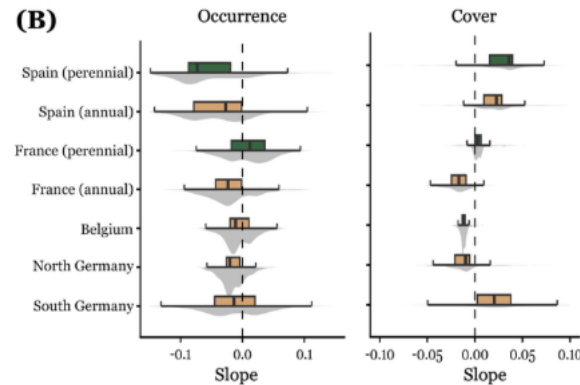 (B)
Occurrence
Cover
Spain (perennial)
Spain (annual)
France (perennial)
France (annual)
Belgium
North Germany
South Germany
-0.1 0.0 0.1
-0.10 -0.05 0.00 0.05 0.10
Slope
Slope